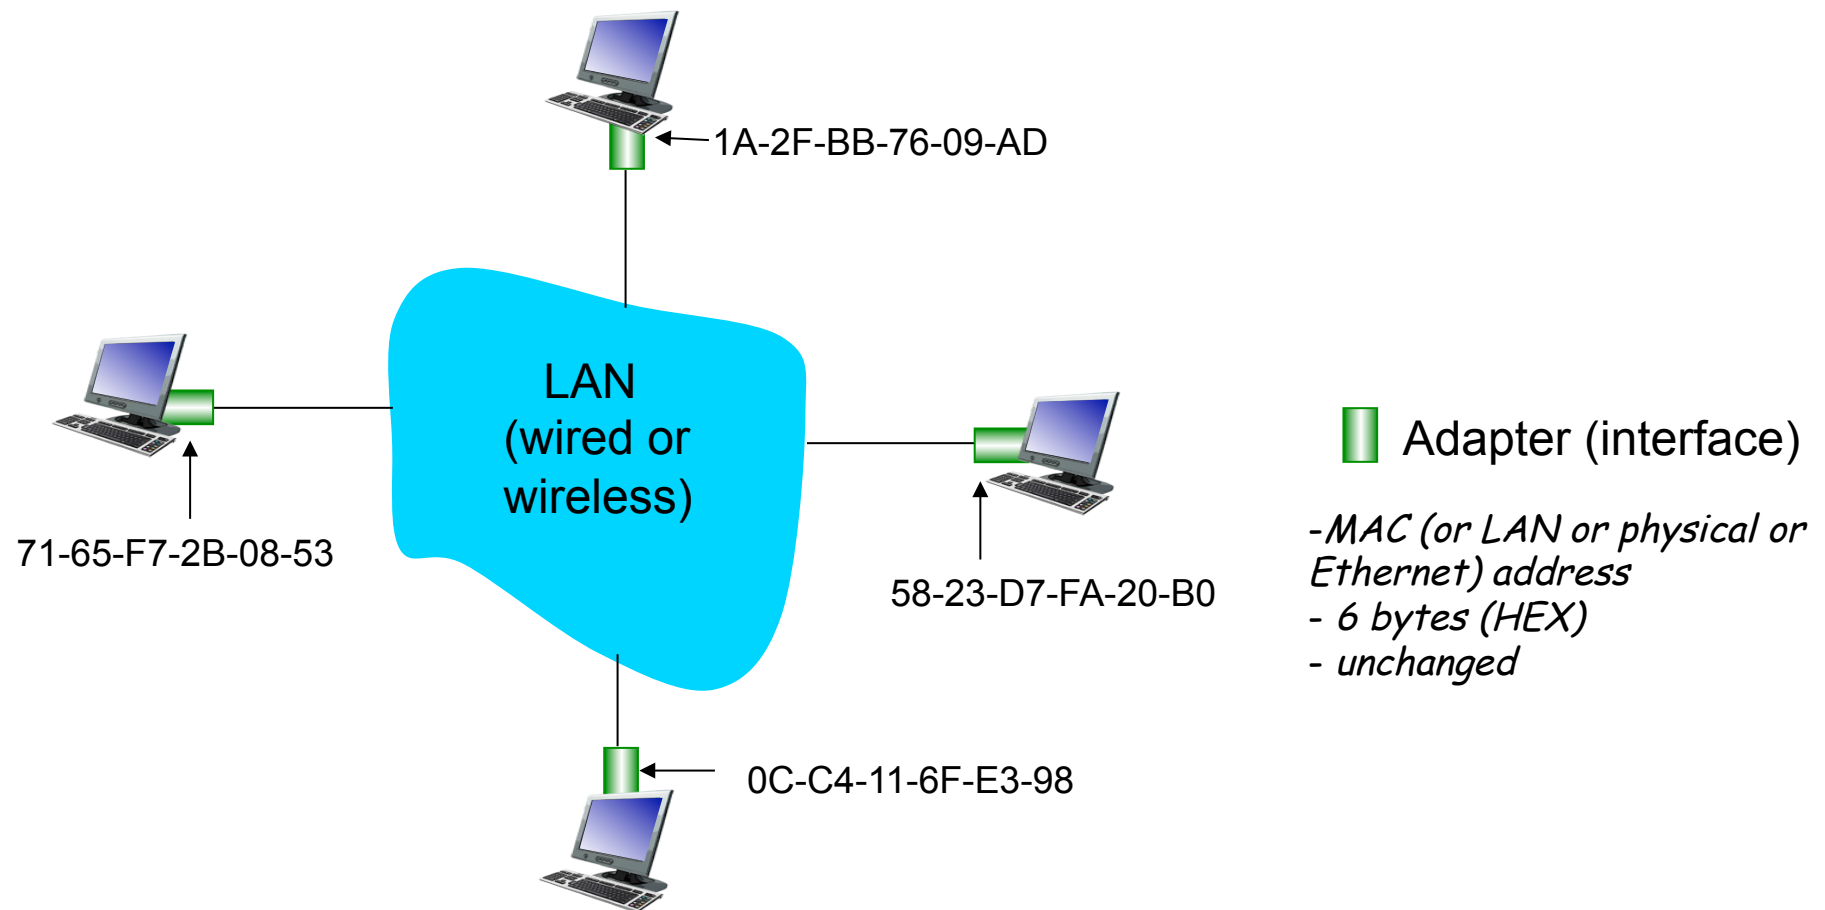 1A-2F-BB-76-09-AD
LAN
(wired or
wireless)
71-65-F7-2B-08-53
58-23-D7-FA-20-B0
0C-C4-11-6F-E3-98
Adapter (interface)
-MAC (or LAN or physical or
Ethernet) address
- 6 bytes (HEX)
- unchanged